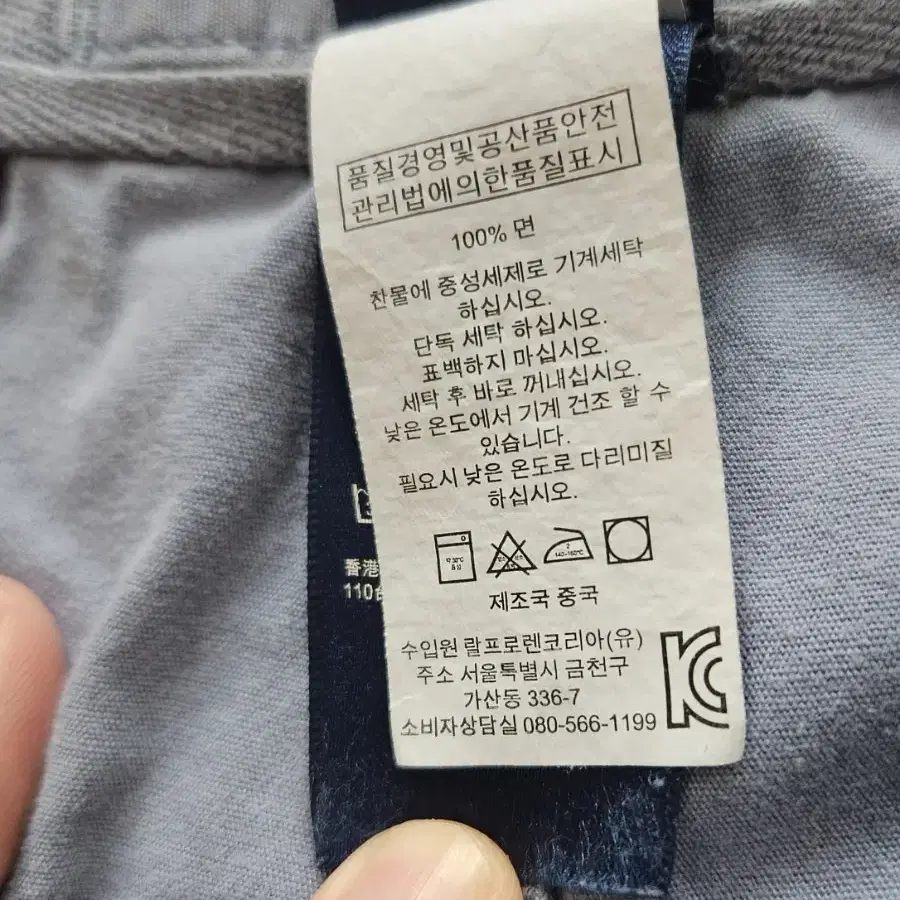 품질경영및공산품안전
관리법에의한품질표시
100% 면
찬물에 중성세제로 기계세탁
하십시오.
단독 세탁 하십시오.
표백하지 마십시오.
세탁 후 바로 꺼내십시오.
낮은 온도에서 기계 건조 할 수
있습니다.
필요시 낮은 온도로 다리미질
하십시오.
제조국 중국
수입원 랄프로렌코리아(유)
주소 서울특별시 금천구
가산동 336-7
소비자상담실 080-566-1199
香港
110